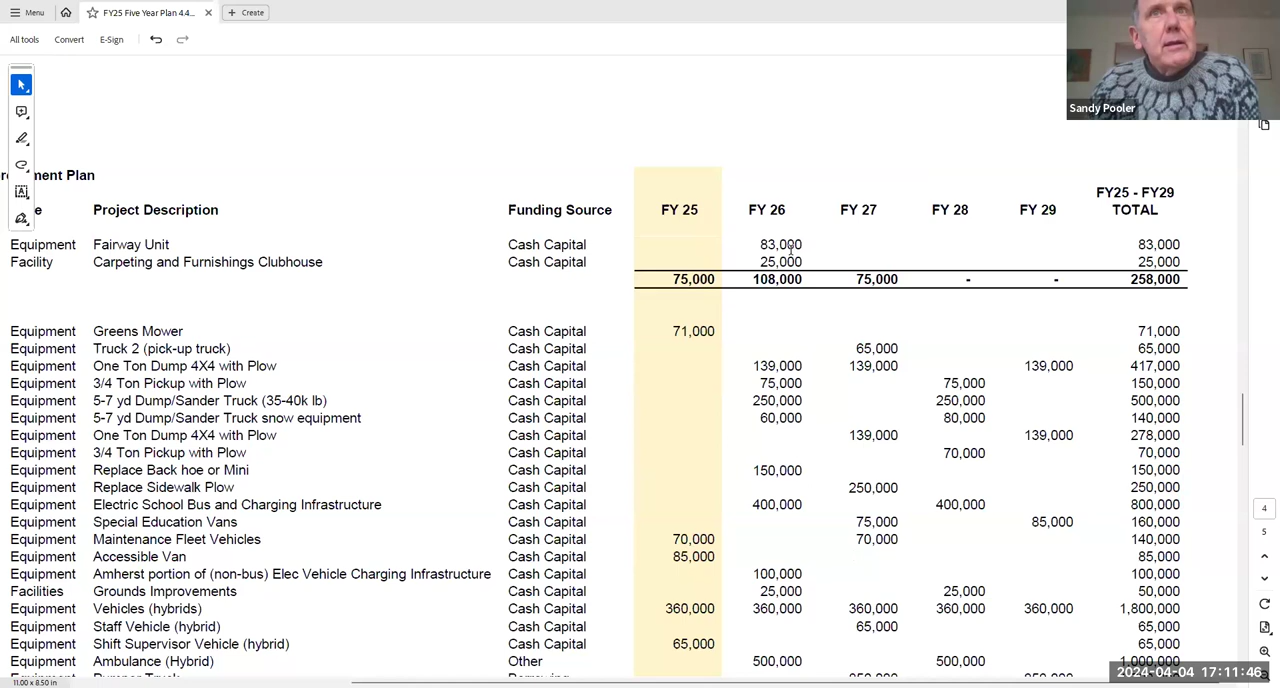 Menu
FY25 Five Year Plan 4.4...
Create
All tools Convert E-Sign
Sandy Pooler
ment Plan
FY25 - FY29
Project Description Funding Source FY 25 FY 26 FY 27 FY 28 FY 29 TOTAL
Equipment Fairway Unit Cash Capital 83,000 83,000
Facility Carpeting and Furnishings Clubhouse Cash Capital 25,000 25,000
75,000 108,000 75,000 - - 258,000
Equipment Greens Mower Cash Capital 71,000 71,000
Equipment Truck 2 (pick-up truck) Cash Capital 65,000 65,000
Equipment One Ton Dump 4X4 with Plow Cash Capital 139,000 139,000 139,000 417,000
Equipment 3/4 Ton Pickup with Plow Cash Capital 75,000 75,000 150,000
Equipment 5-7 yd Dump/Sander Truck (35-40k lb) Cash Capital 250,000 250,000 500,000
Equipment 5-7 yd Dump/Sander Truck snow equipment Cash Capital 60,000 80,000 140,000
Equipment One Ton Dump 4X4 with Plow Cash Capital 139,000 139,000 278,000
Equipment 3/4 Ton Pickup with Plow Cash Capital 70,000 70,000
Equipment Replace Back hoe or Mini Cash Capital 150,000 150,000
Equipment Replace Sidewalk Plow Cash Capital 250,000 250,000
Equipment Electric School Bus and Charging Infrastructure Cash Capital 400,000 400,000 800,000
Equipment Special Education Vans Cash Capital 75,000 85,000 160,000
Equipment Maintenance Fleet Vehicles Cash Capital 70,000 70,000 140,000
Equipment Accessible Van Cash Capital 85,000 85,000
Equipment Amherst portion of (non-bus) Elec Vehicle Charging Infrastructure Cash Capital 100,000 100,000
Facilities Grounds Improvements Cash Capital 25,000 25,000 50,000
Equipment Vehicles (hybrids) Cash Capital 360,000 360,000 360,000 360,000 360,000 1,800,000
Equipment Staff Vehicle (hybrid) Cash Capital 65,000 65,000
Equipment Shift Supervisor Vehicle (hybrid) Cash Capital 65,000 65,000
Equipment Ambulance (Hybrid) Other 500,000 500,000 1,000,000
4
5
2024-04-04 17:11:46
11.00 x 8.50 in